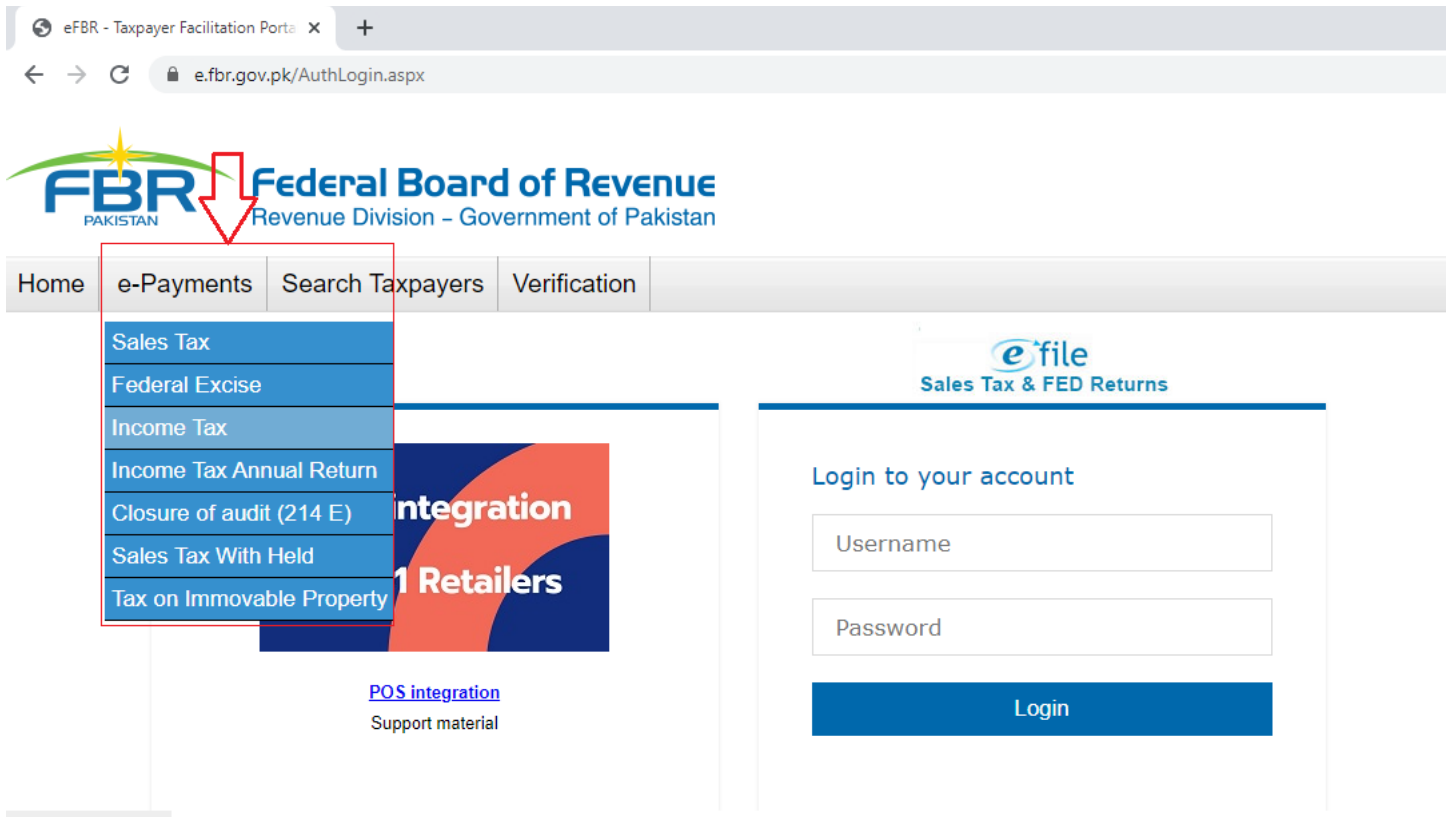 eFBR - Taxpayer Facilitation Porta
e.fbr.gov.pk/AuthLogin.aspx
FBR
PAKISTAN
Federal Board of Revenue
Revenue Division – Government of Pakistan
Home e-Payments Search Taxpayers Verification
Sales Tax
Federal Excise
Income Tax
Income Tax Annual Return
Closure of audit (214 E)
Sales Tax With Held
Tax on Immovable Property
ntegration
1 Retailers
POS integration
Support material
e file
Sales Tax & FED Returns
Login to your account
Username
Password
Login